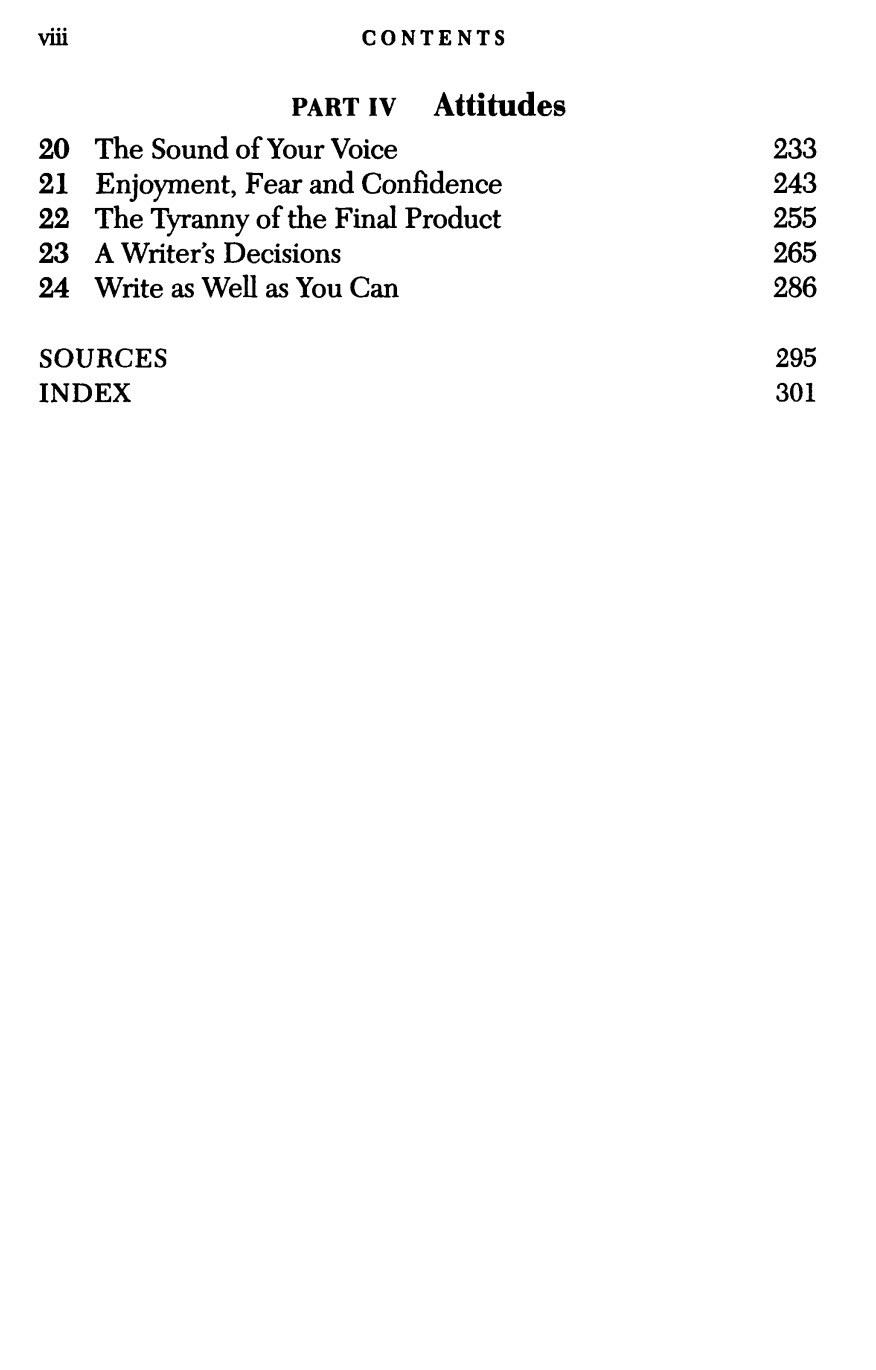 viii CONTENTS
PART IV Attitudes
20 The Sound of Your Voice 233
21 Enjoyment, Fear and Confidence 243
22 The Tyranny of the Final Product 255
23 A Writer's Decisions 265
24 Write as Well as You Can 286
SOURCES 295
INDEX 301